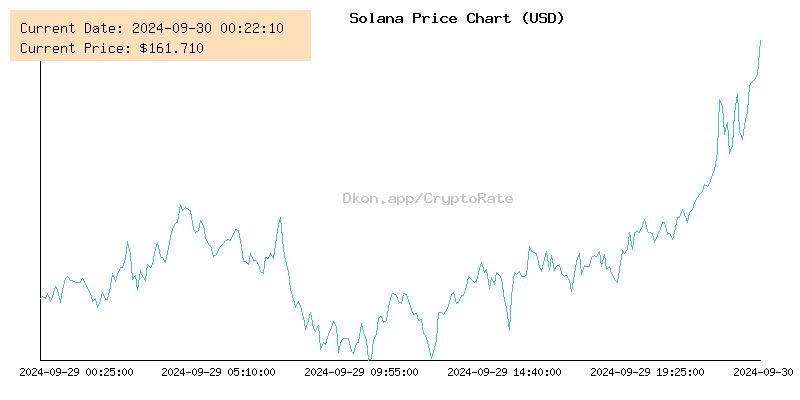 Solana Price Chart (USD)
Current Date: 2024-09-30 00:22:10
Current Price: $161.710
Dkon.app/CryptoRate
2024-09-29 00:25:00 2024-09-29 05:10:00 2024-09-29 09:55:00 2024-09-29 14:40:00 2024-09-29 19:25:00 2024-09-30